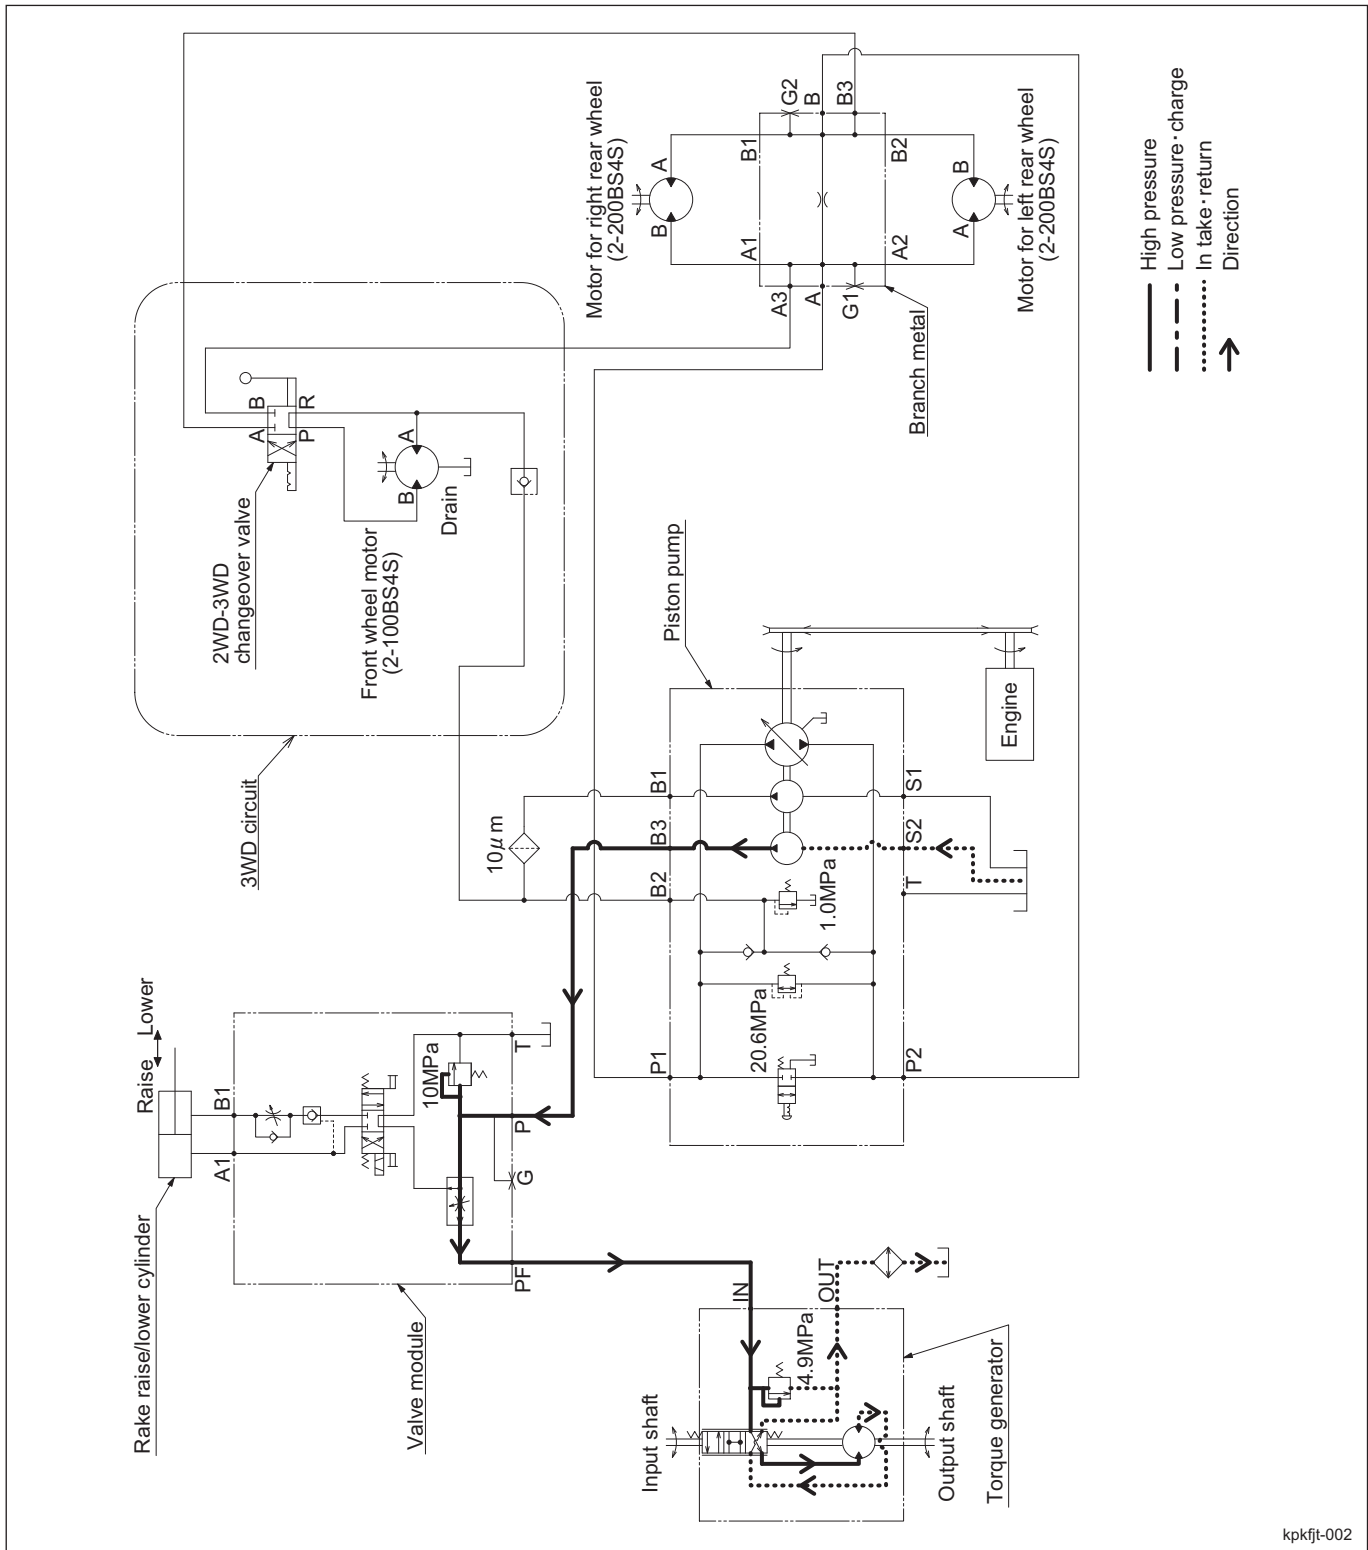 Rake raise/lower cylinder
Raise
Lower
A1
B1
10MPa
T
P
G
PF
Valve module
3WD circuit
2WD-3WD
changeover valve
A
B
P
R
Front wheel motor
(2-100BS4S)
B
A
Drain
10μm
Motor for right rear wheel
(2-200BS4S)
B
A
A1
B1
G2
A3
A
G1
B
B3
A2
B2
A
B
Motor for left rear wheel
(2-200BS4S)
Branch metal
Piston pump
B1
B3
B2
P1
1.0MPa
20.6MPa
S1
S2
T
P2
Engine
Input shaft
IN
OUT
4.9MPa
Output shaft
Torque generator
High pressure
Low pressure・charge
In take・return
Direction
kpkfjt-002